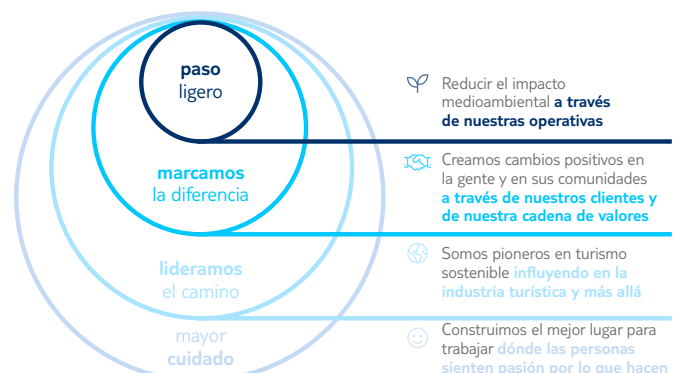 paso
ligero
Reducir el impacto
medioambiental a través
de nuestras operativas
marcamos
la diferencia
Creamos cambios positivos en
la gente y en sus comunidades
a través de nuestros clientes y
de nuestra cadena de valores
lideramos
el camino
Somos pioneros en turismo
sostenible influyendo en la
industria turística y más allá
mayor
cuidado
Construimos el mejor lugar para
trabajar dónde las personas
sienten pasión por lo que hacen